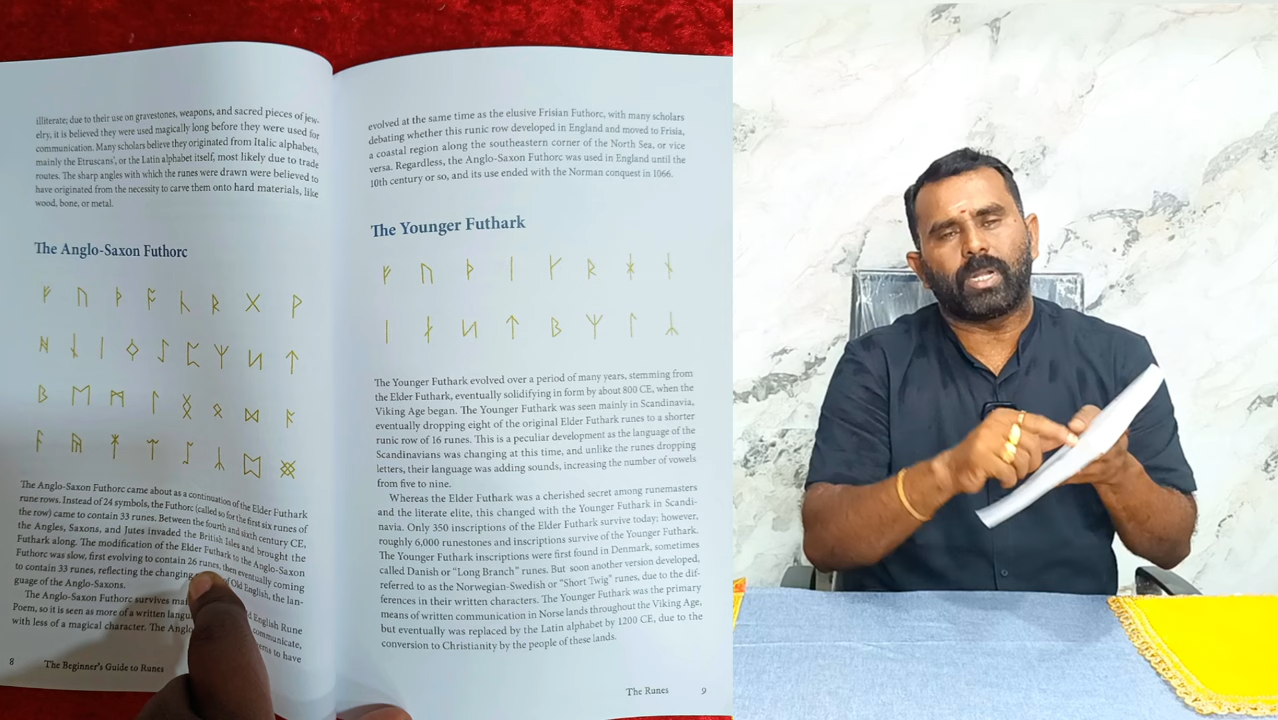 illiterate; due to their use on gravestones, weapons, and sacred pieces of jew-
elry, it is believed they were used magically long before they were used for
communication. Many scholars believe they originated from Italic alphabets,
mainly the Etruscans', or the Latin alphabet itself, most likely due to trade
routes. The sharp angles with which the runes were drawn were believed to
have originated from the necessity to carve them onto hard materials, like
wood, bone, or metal.
The Anglo-Saxon Futhorc
ᚠ ᚢ ᚦ ᚩ ᚳ ᚱ ᚷ ᚹ
ᚻ ᚾ ᛁ ᛄ ᛇ ᛈ ᛉ ᛋ ᛏ
ᛒ ᛖ ᛗ ᛚ ᛝ ᛟ ᛞ ᚪ
The Anglo-Saxon Futhorc came about as a continuation of the Elder Futhark
rune rows. Instead of 24 symbols, the Futhorc (called so for the first six runes of
the row) came to contain 33 runes. Between the fourth and sixth century CE,
the Angles, Saxons, and Jutes invaded the British Isles and brought the
Futhark along. The modification of the Elder Futhark to the Anglo-Saxon
Futhorc was slow, first evolving to contain 26 runes, then eventually coming
to contain 33 runes, reflecting the changing of Old English, the lan-
guage of the Anglo-Saxons.
The Anglo-Saxon Futhorc survives English Rune
Poem, so it is seen as more of a written communicate,
with less of a magical character. The to have
8 The Beginner's Guide to Runes
evolved at the same time as the elusive Frisian Futhorc, with many scholars
debating whether this runic row developed in England and moved to Frisia,
a coastal region along the southeastern corner of the North Sea, or vice
versa. Regardless, the Anglo-Saxon Futhorc was used in England until the
10th century or so, and its use ended with the Norman conquest in 1066.
The Younger Futhark
ᚠ ᚢ ᚦ ᛁ ᚴ ᚱ ᚼ ᚾ
ᛁ ᛅ ᛋ ᛏ ᛒ ᛉ ᛚ ᛦ
The Younger Futhark evolved over a period of many years, stemming from
the Elder Futhark, eventually solidifying in form by about 800 CE, when the
Viking Age began. The Younger Futhark was seen mainly in Scandinavia,
eventually dropping eight of the original Elder Futhark runes to a shorter
runic row of 16 runes. This is a peculiar development as the language of the
Scandinavians was changing at this time, and unlike the runes dropping
letters, their language was adding sounds, increasing the number of vowels
from five to nine.
Whereas the Elder Futhark was a cherished secret among runemasters
and the literate elite, this changed with the Younger Futhark in Scandi-
navia. Only 350 inscriptions of the Elder Futhark survive today; however,
roughly 6,000 runestones and inscriptions survive of the Younger Futhark.
The Younger Futhark inscriptions were first found in Denmark, sometimes
called Danish or "Long Branch" runes. But soon another version developed,
referred to as the Norwegian-Swedish or "Short Twig" runes, due to the dif-
ferences in their written characters. The Younger Futhark was the primary
means of written communication in Norse lands throughout the Viking Age,
but eventually was replaced by the Latin alphabet by 1200 CE, due to the
conversion to Christianity by the people of these lands.
The Runes 9